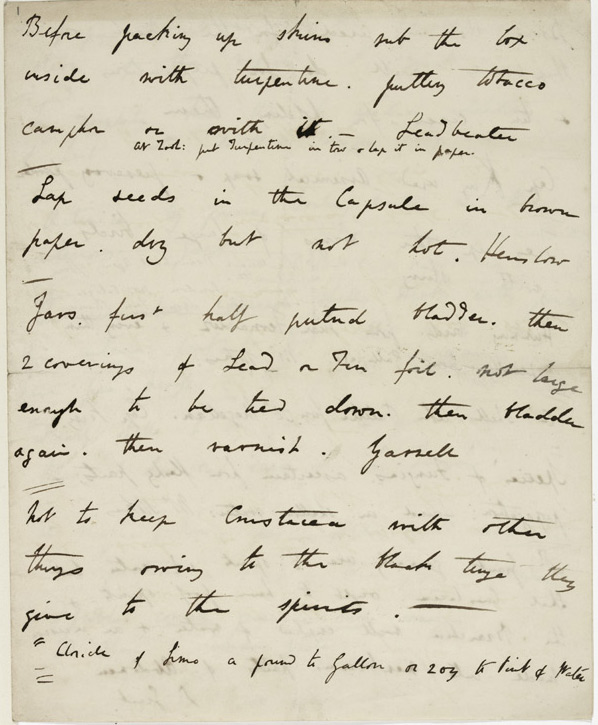 Before packing up skins rub the box
inside with turpentine. putting tobacco
camphor or with it. — Leadbeater
At Zool: put Turpentine in tow & lap it in paper.
Lap seeds in the Capsule in brown
paper. dry but not hot. Henslow
Jars. first half putrid bladder. then
2 coverings of Lead or Tin foil. not large
enough to be tied down. then bladder
again. then varnish. Yarrell
Not to keep Crustacea with other
things owing to the black tinge they
give to the spirits. —
" Cloride of Lime a pound to Gallon or 2oz to Pint of Water